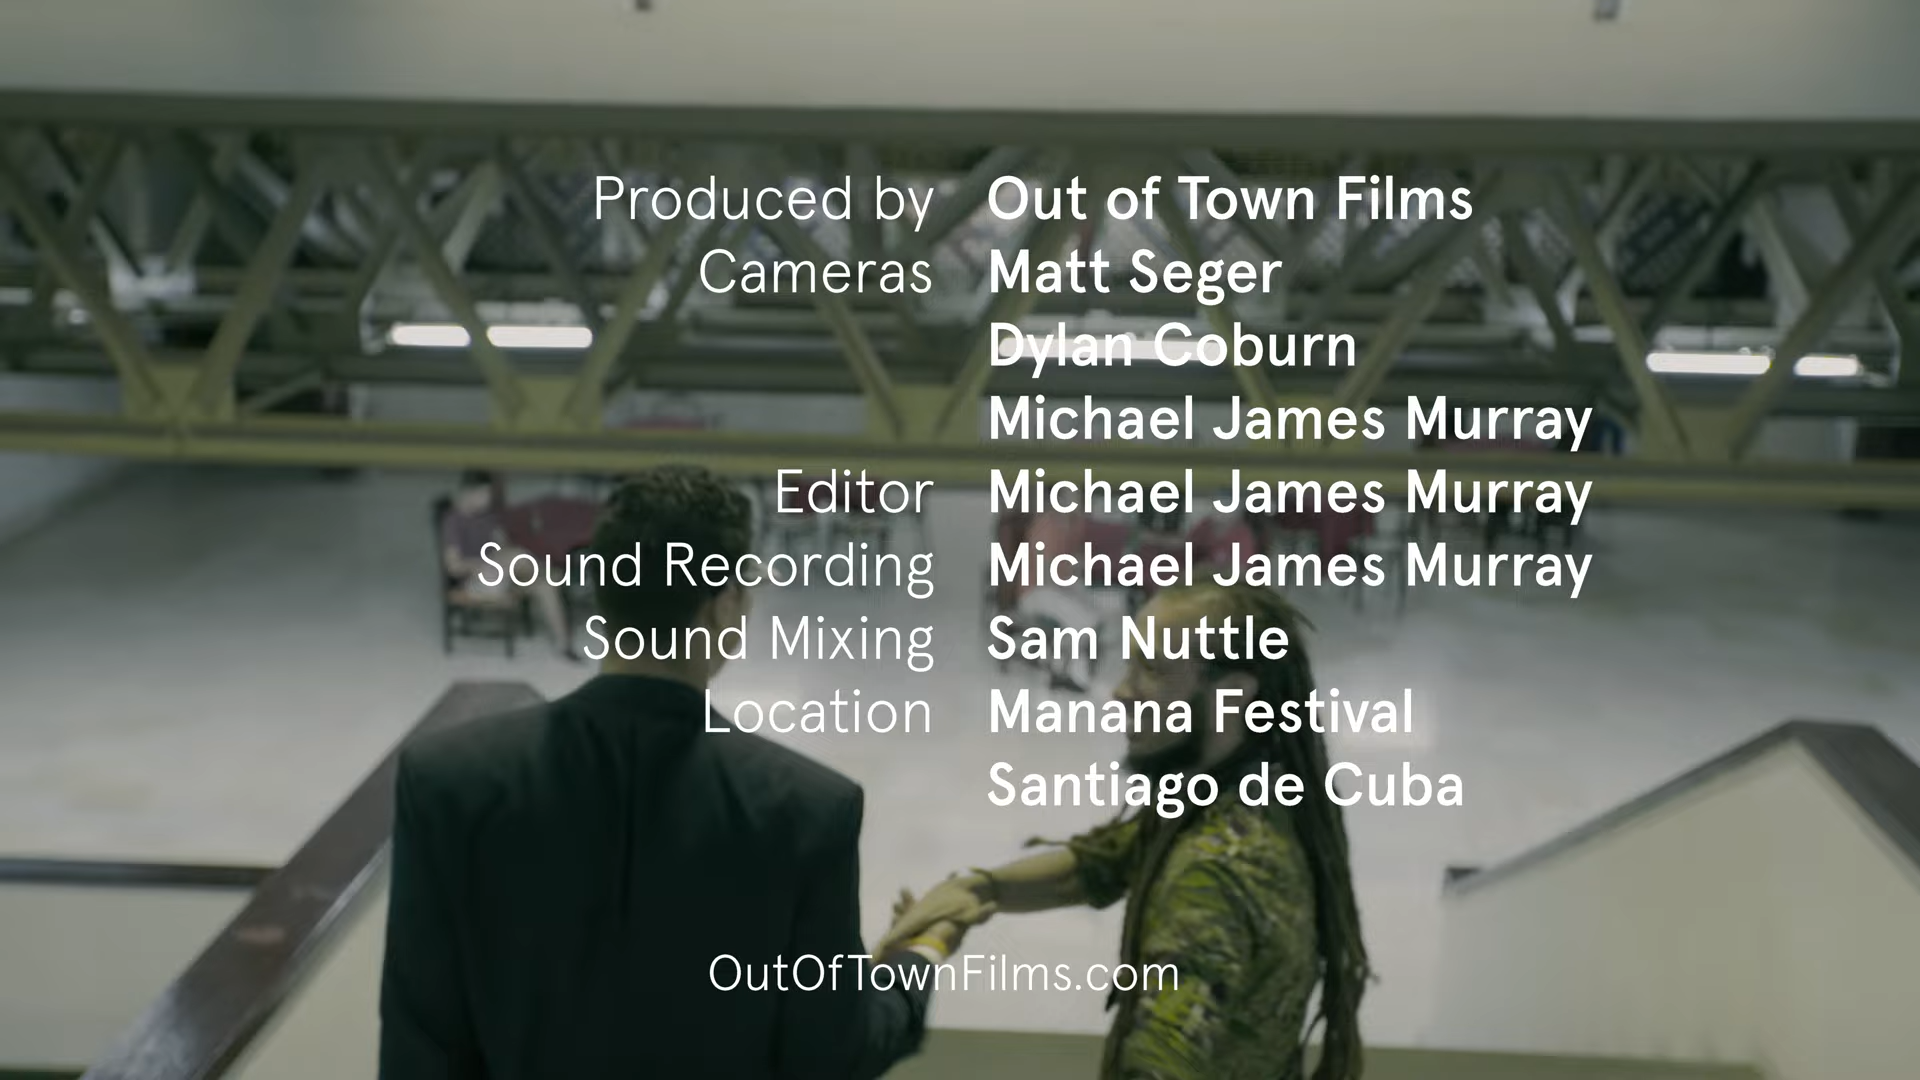 Produced by Out of Town Films
Cameras Matt Seger
Dylan Coburn
Michael James Murray
Editor Michael James Murray
Sound Recording Michael James Murray
Sound Mixing Sam Nuttle
Location Manana Festival
Santiago de Cuba
OutOfTownFilms.com